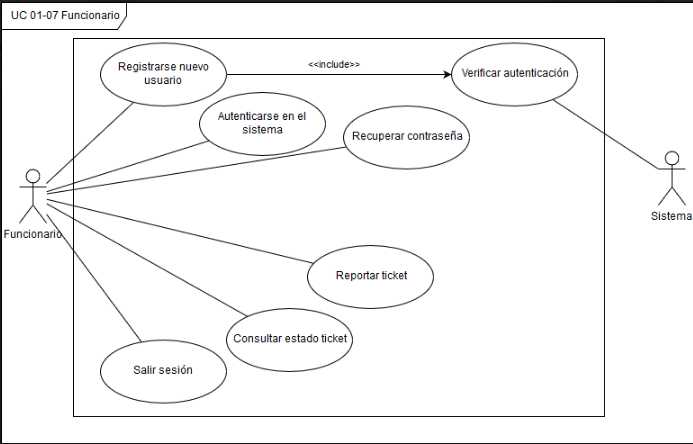 UC 01-07 Funcionario
Registrarse nuevo
usuario
<<include>>
Verificar autenticación
Autenticarse en el
sistema
Recuperar contraseña
Funcionario
Sistema
Reportar ticket
Consultar estado ticket
Salir sesión